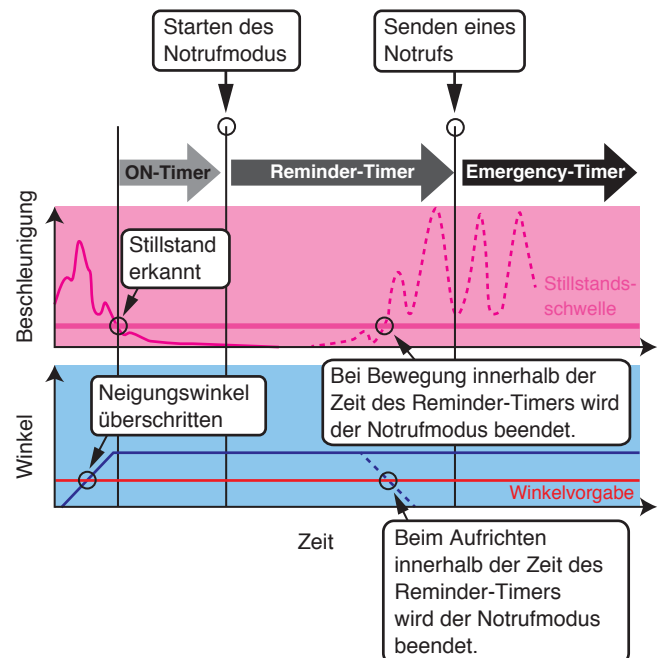 Starten des
Notrufmodus
Senden eines
Notrufs
ON-Timer
Reminder-Timer
Emergency-Timer
Beschleunigung
Stillstand
erkannt
Stillstands-
schwelle
Bei Bewegung innerhalb der
Zeit des Reminder-Timers wird
der Notrufmodus beendet.
Winkel
Neigungswinkel
überschritten
Winkelvorgabe
Zeit
Beim Aufrichten
innerhalb der Zeit des
Reminder-Timers
wird der Notrufmodus
beendet.